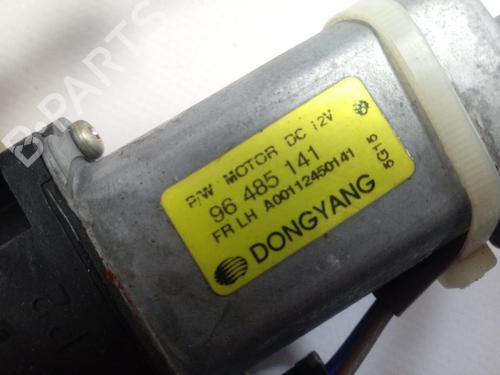 B-PARTS
P/W MOTOR DC 12V
96 485 141
FR LH A00112450141
5G15
DONGYANG